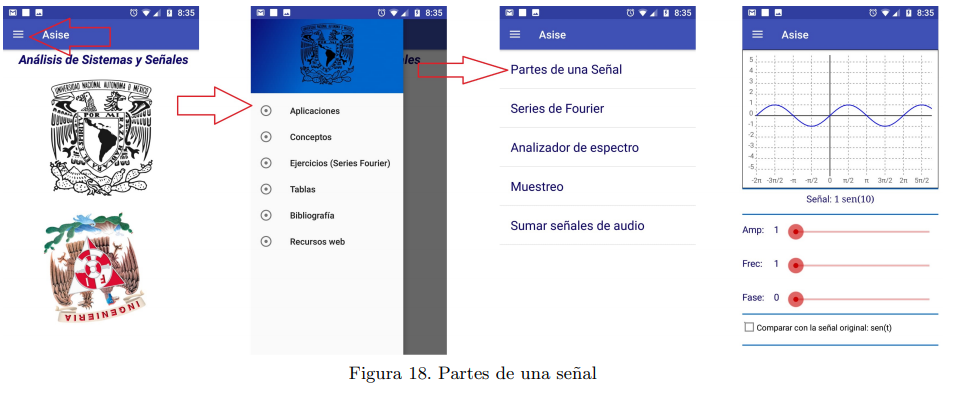 8:35
Asise
Análisis de Sistemas y Señales
UNIVERSIDAD NACIONAL AUTONOMA DE MEXICO
POR MI RAZA HABLARA EL ESPIRITU
INGENIERIA
8:35
ales
Aplicaciones
Conceptos
Ejercicios (Series Fourier)
Tablas
Bibliografía
Recursos web
8:35
Asise
Partes de una Señal
Series de Fourier
Analizador de espectro
Muestreo
Sumar señales de audio
8:35
Asise
5
4
3
2
1
0
-1
-2
-3
-4
-5
-2π -3π/2 -π -π/2 0 π/2 π 3π/2 2π 5π/2
Señal: 1 sen(10)
Amp: 1
Frec: 1
Fase: 0
Comparar con la señal original: sen(t)
Figura 18. Partes de una señal